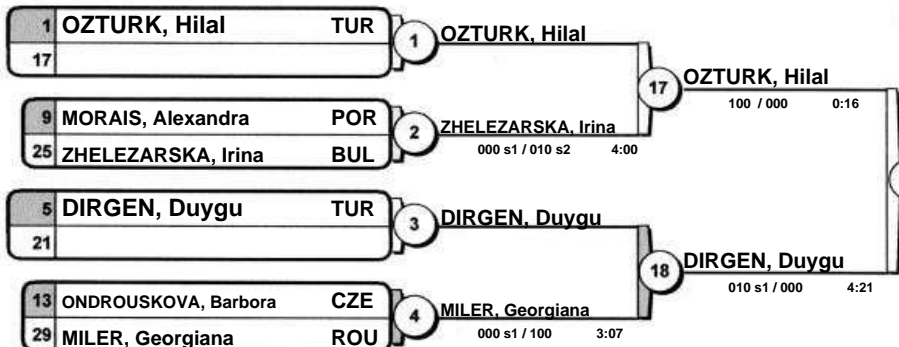 1 OZTURK, Hilal TUR
17
1 OZTURK, Hilal
9 MORAIS, Alexandra POR
25 ZHELEZARSKA, Irina BUL
2 ZHELEZARSKA, Irina
000 s1 / 010 s2 4:00
17 OZTURK, Hilal
100 / 000 0:16
5 DIRGEN, Duygu TUR
21
3 DIRGEN, Duygu
13 ONDROUSKOVA, Barbora CZE
29 MILER, Georgiana ROU
4 MILER, Georgiana
000 s1 / 100 3:07
18 DIRGEN, Duygu
010 s1 / 000 4:21